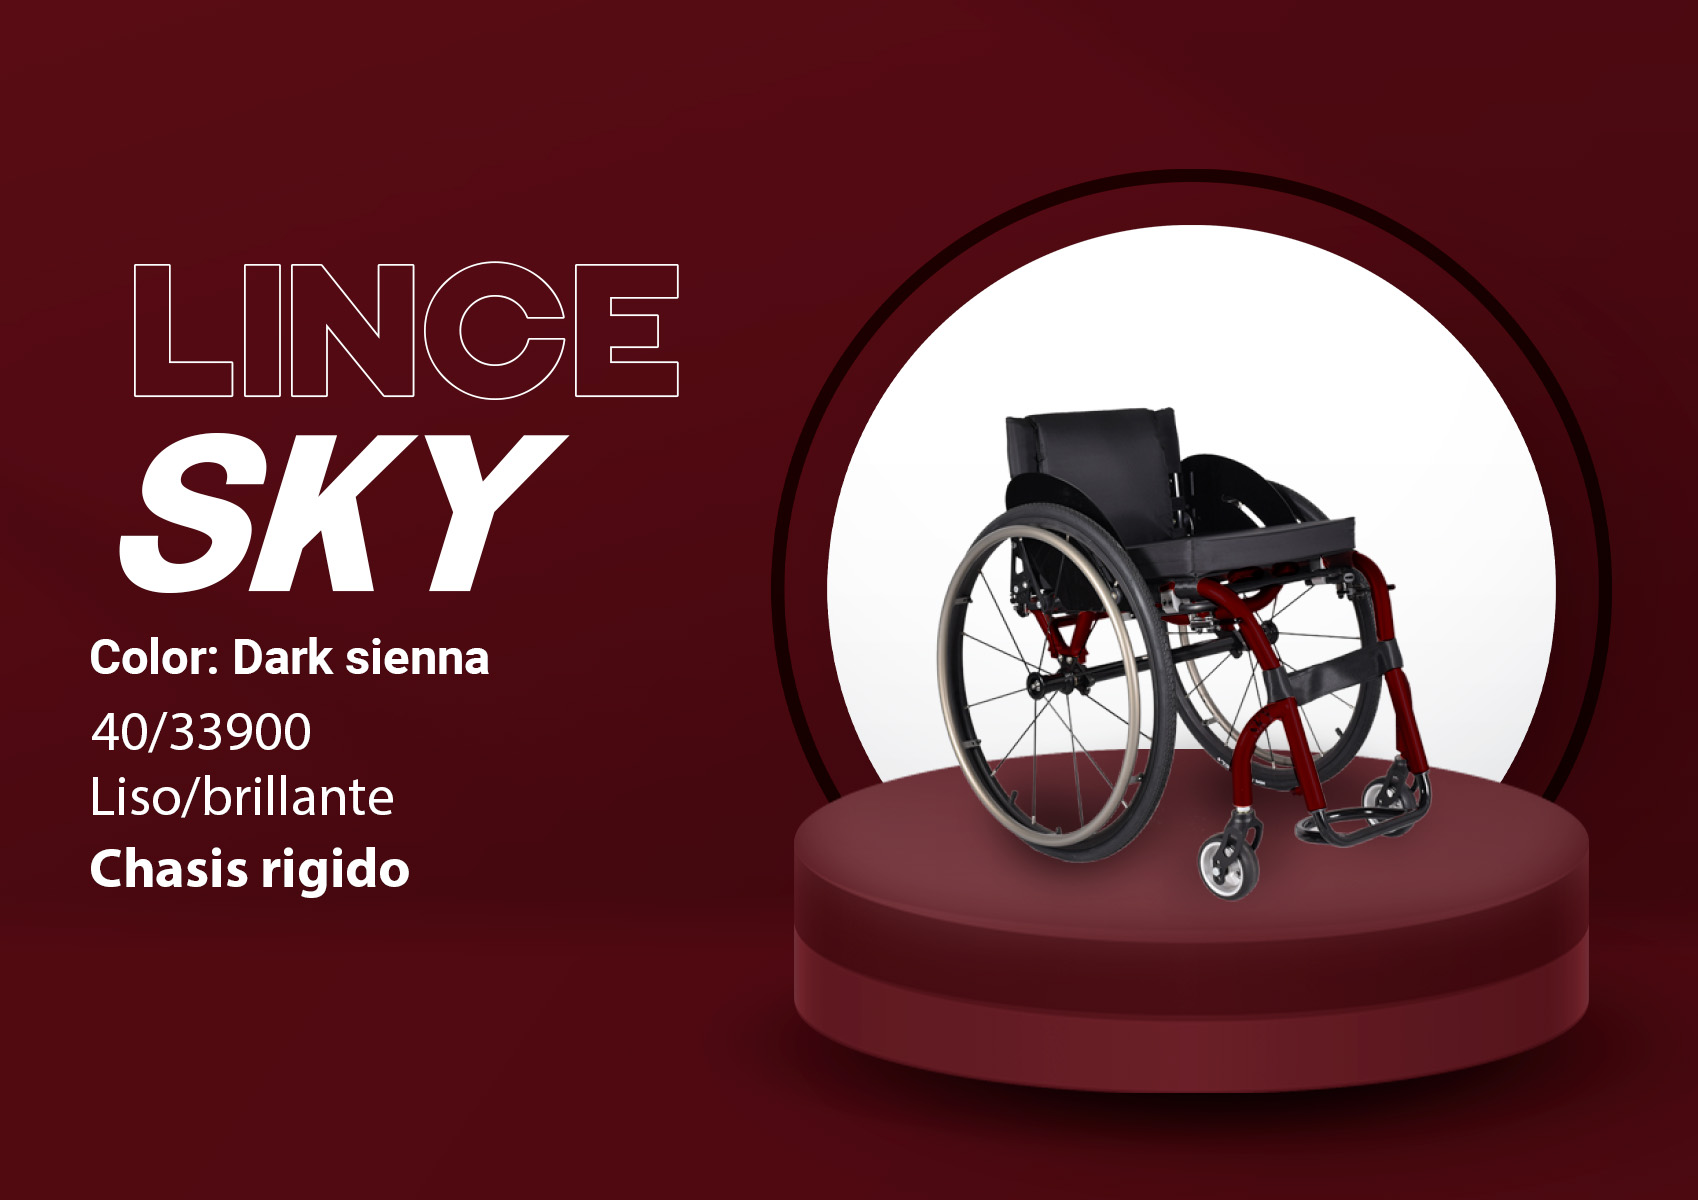 LINCE
SKY
Color: Dark sienna
40/33900
Liso/brillante
Chasis rigido